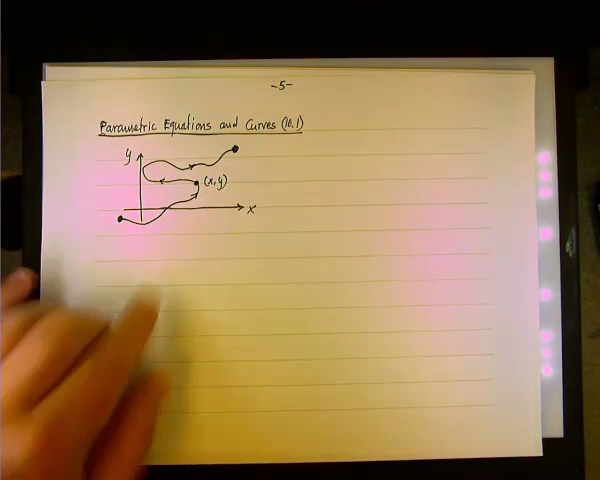 -5-
Parametric Equations and Curves (10.1)
y
(x, y)
x